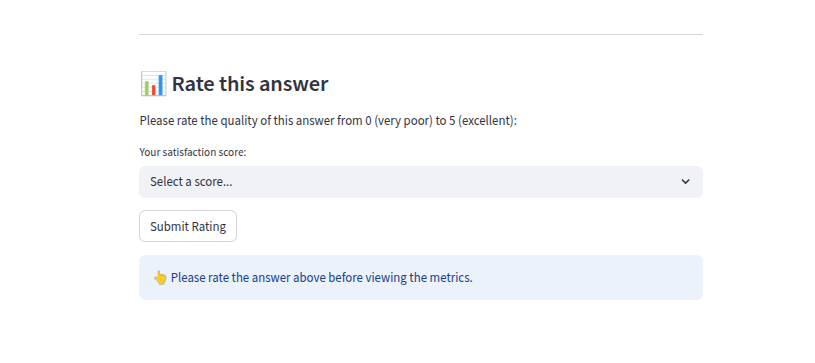 📊 Rate this answer
Please rate the quality of this answer from 0 (very poor) to 5 (excellent):
Your satisfaction score:
Select a score...
Submit Rating
👆 Please rate the answer above before viewing the metrics.